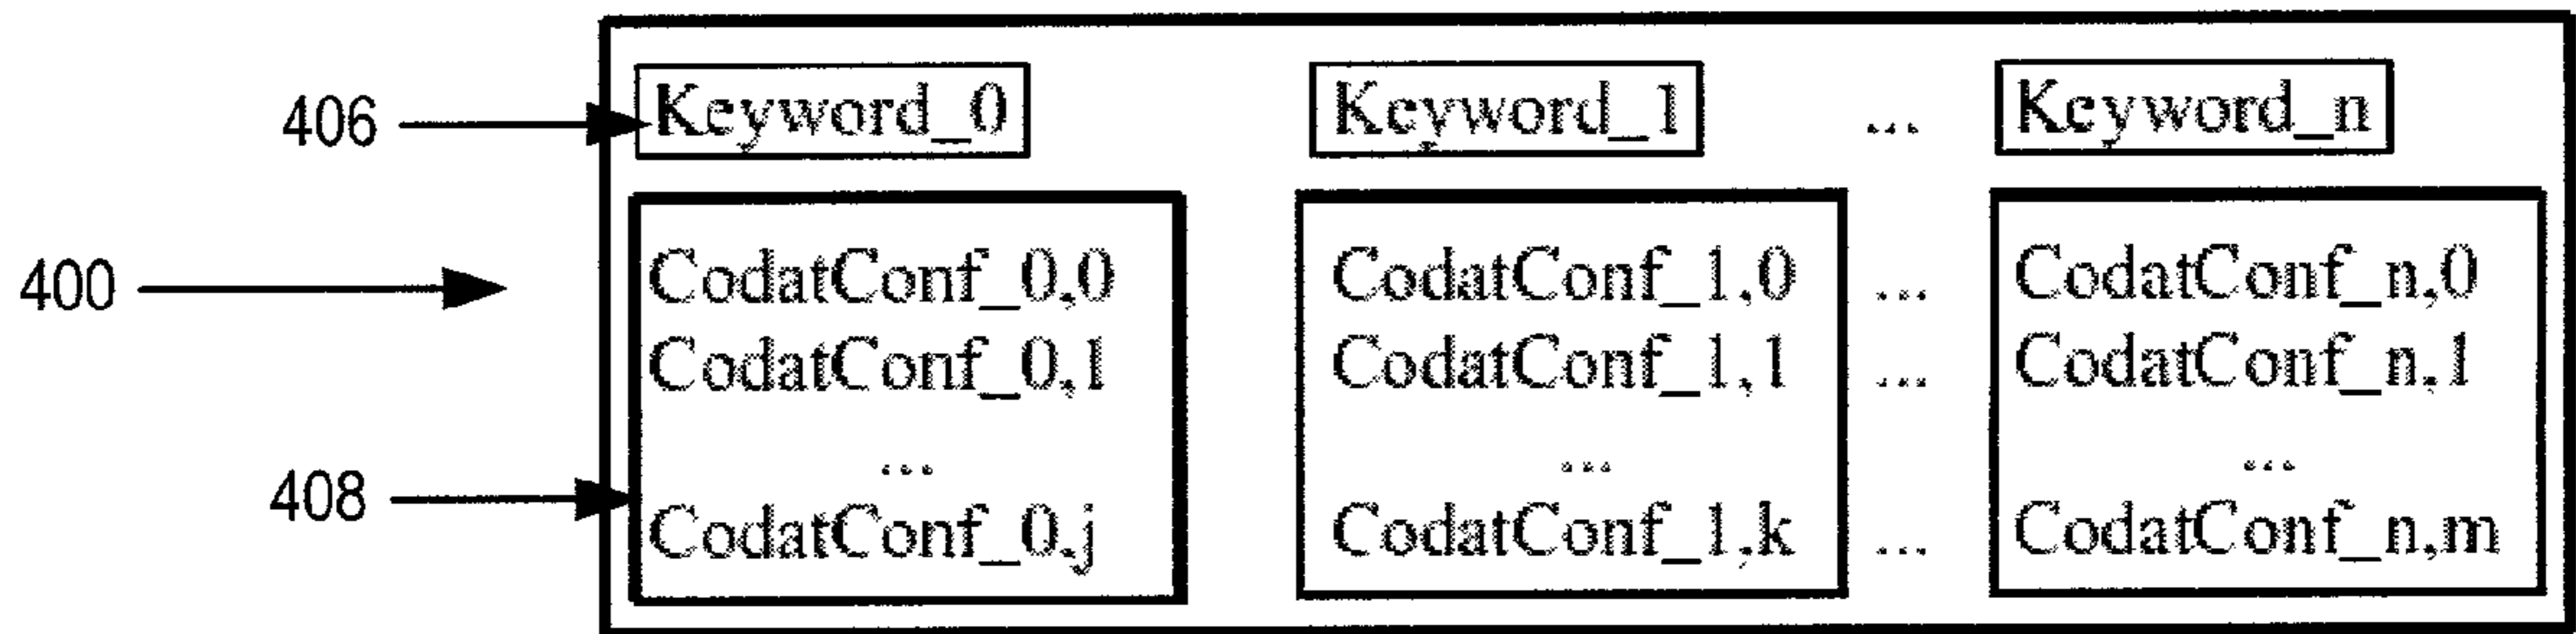 406 Keyword_0 Keyword_1 ... Keyword_n
400 CodatConf_0,0 CodatConf_1,0 ... CodatConf_n,0
CodatConf_0,1 CodatConf_1,1 ... CodatConf_n,1
... ... ...
408 CodatConf_0,j CodatConf_1,k ... CodatConf_n,m